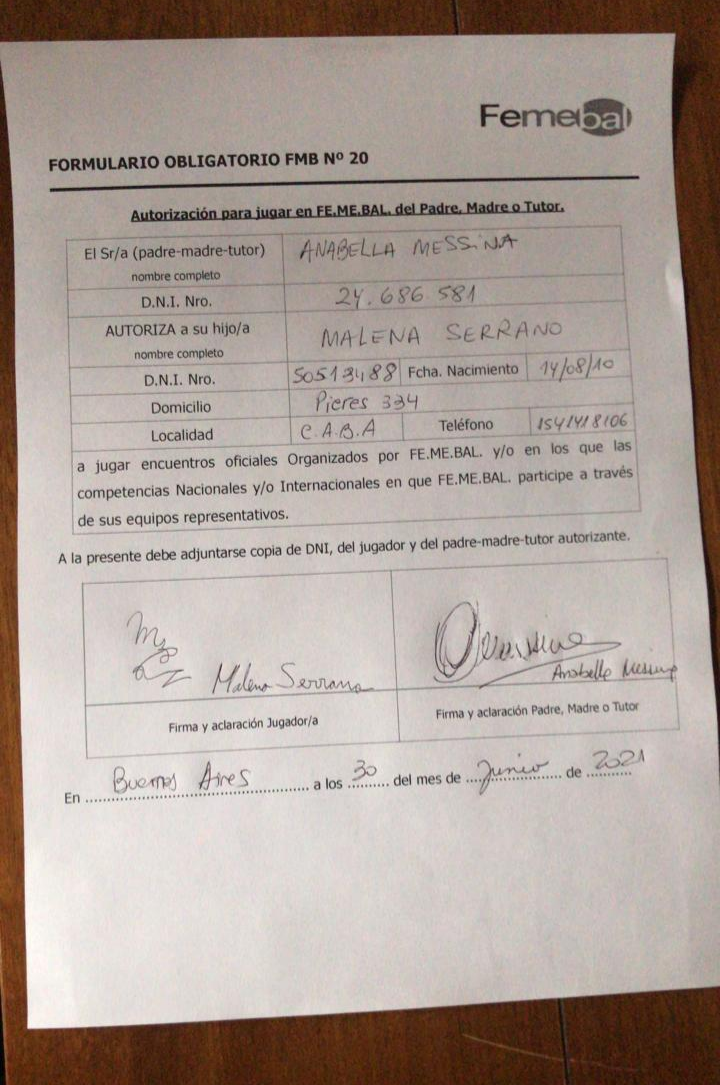 Femebal
FORMULARIO OBLIGATORIO FMB Nº 20
Autorización para jugar en FE.ME.BAL. del Padre, Madre o Tutor.
El Sr/a (padre-madre-tutor) ANABELLA MESSINA
nombre completo
D.N.I. Nro. 24.686.581
AUTORIZA a su hijo/a MALENA SERRANO
nombre completo
D.N.I. Nro. 50513488 Fcha. Nacimiento 14/08/10
Domicilio Pieres 334
Localidad C.A.B.A Teléfono 1541418106
a jugar encuentros oficiales Organizados por FE.ME.BAL. y/o en los que las
competencias Nacionales y/o Internacionales en que FE.ME.BAL. participe a través
de sus equipos representativos.
A la presente debe adjuntarse copia de DNI, del jugador y del padre-madre-tutor autorizante.
Malena Serrano
Anabella Messina
Firma y aclaración Jugador/a Firma y aclaración Padre, Madre o Tutor
En Buenos Aires a los 30 del mes de Junio de 2021